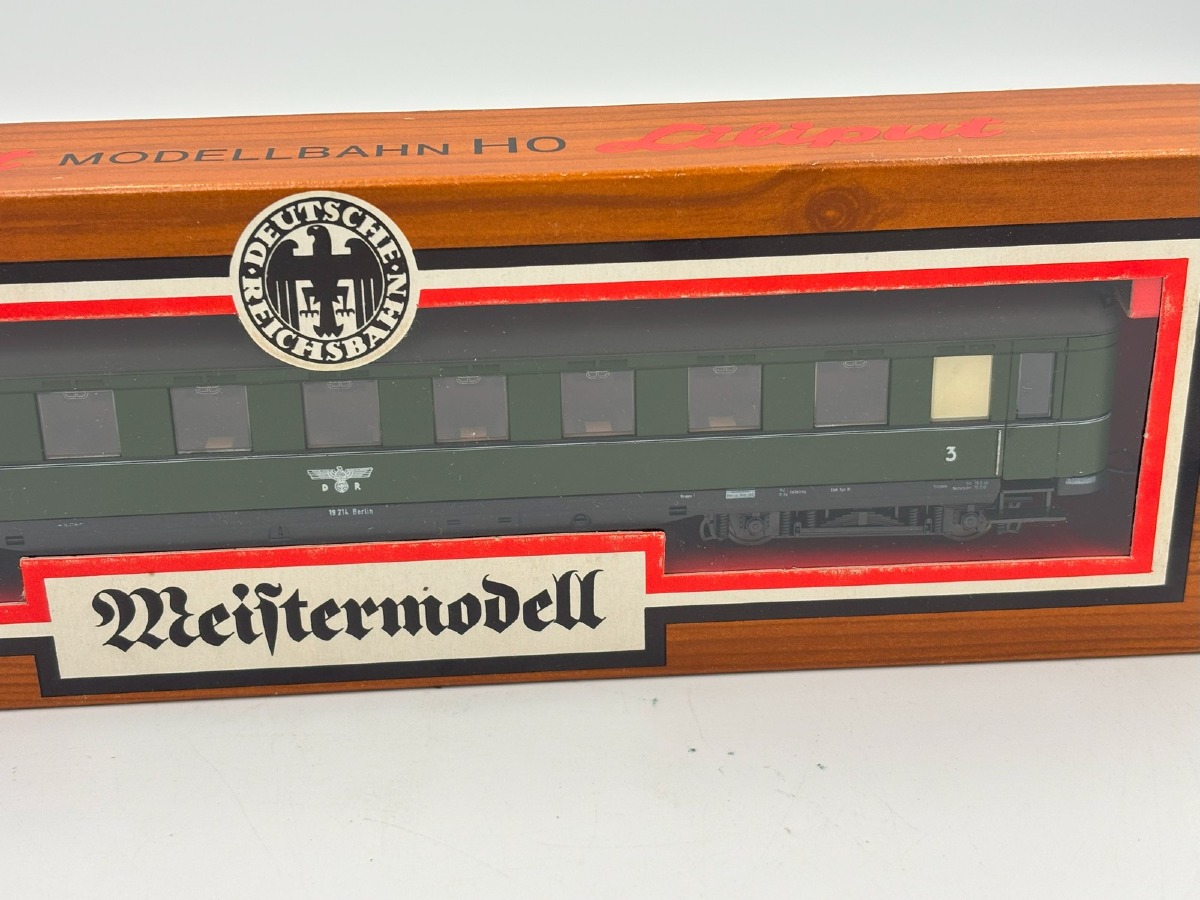 MODELLBAHN HO Liliput
DEUTSCHE
REICHSBAHN
3
D R
19 214 Berlin
Meiſtermodell